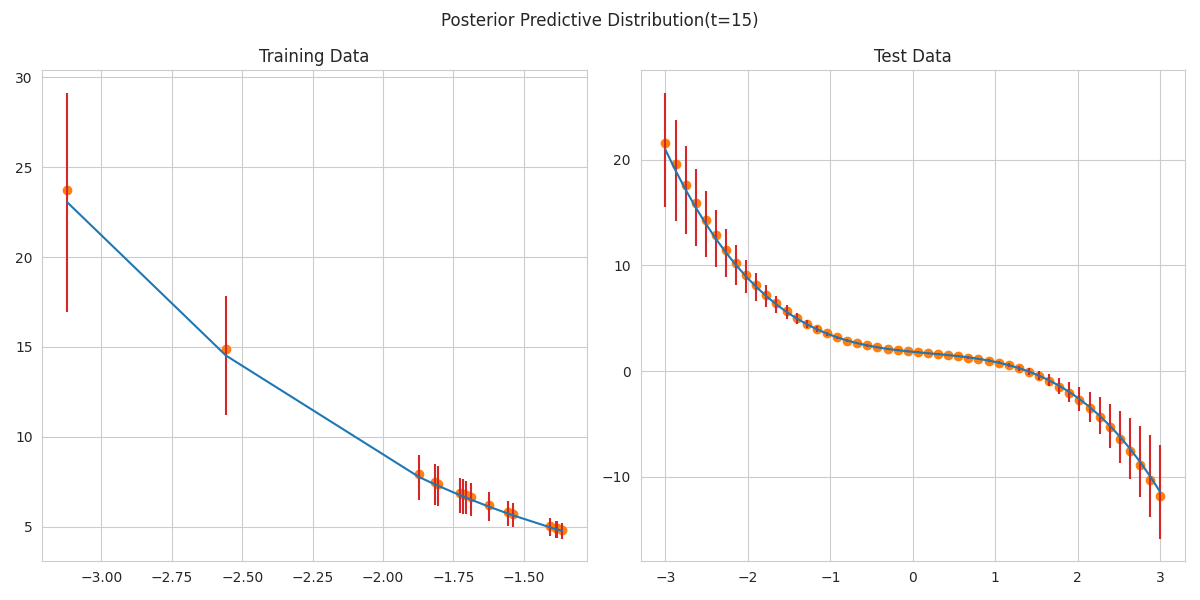 Posterior Predictive Distribution(t=15)
Training Data
30
25
20
15
10
5
−3.00 −2.75 −2.50 −2.25 −2.00 −1.75 −1.50
Test Data
20
10
0
−10
−3 −2 −1 0 1 2 3